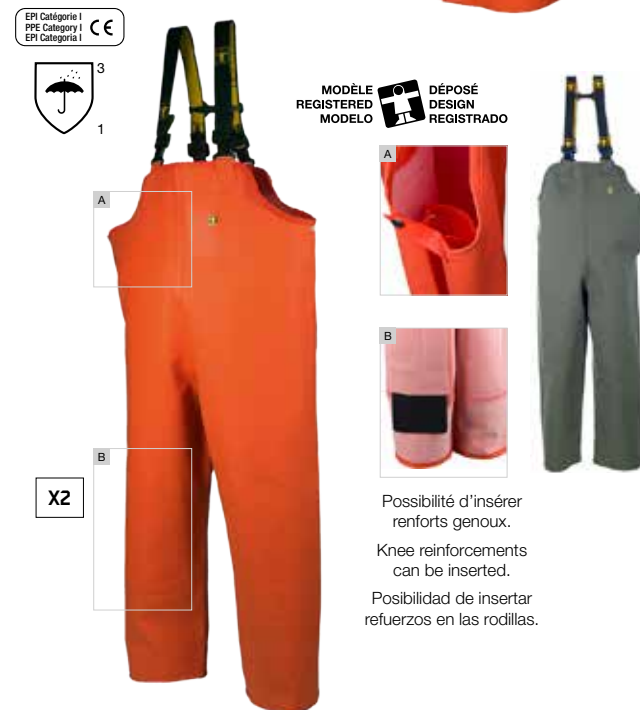 EPI Catégorie I
PPE Category I
EPI Categoria I
CE
3
1
MODÈLE DÉPOSÉ
REGISTERED DESIGN
MODELO REGISTRADO
A
A
B
B
X2
Possibilité d'insérer
renforts genoux.
Knee reinforcements
can be inserted.
Posibilidad de insertar
refuerzos en las rodillas.